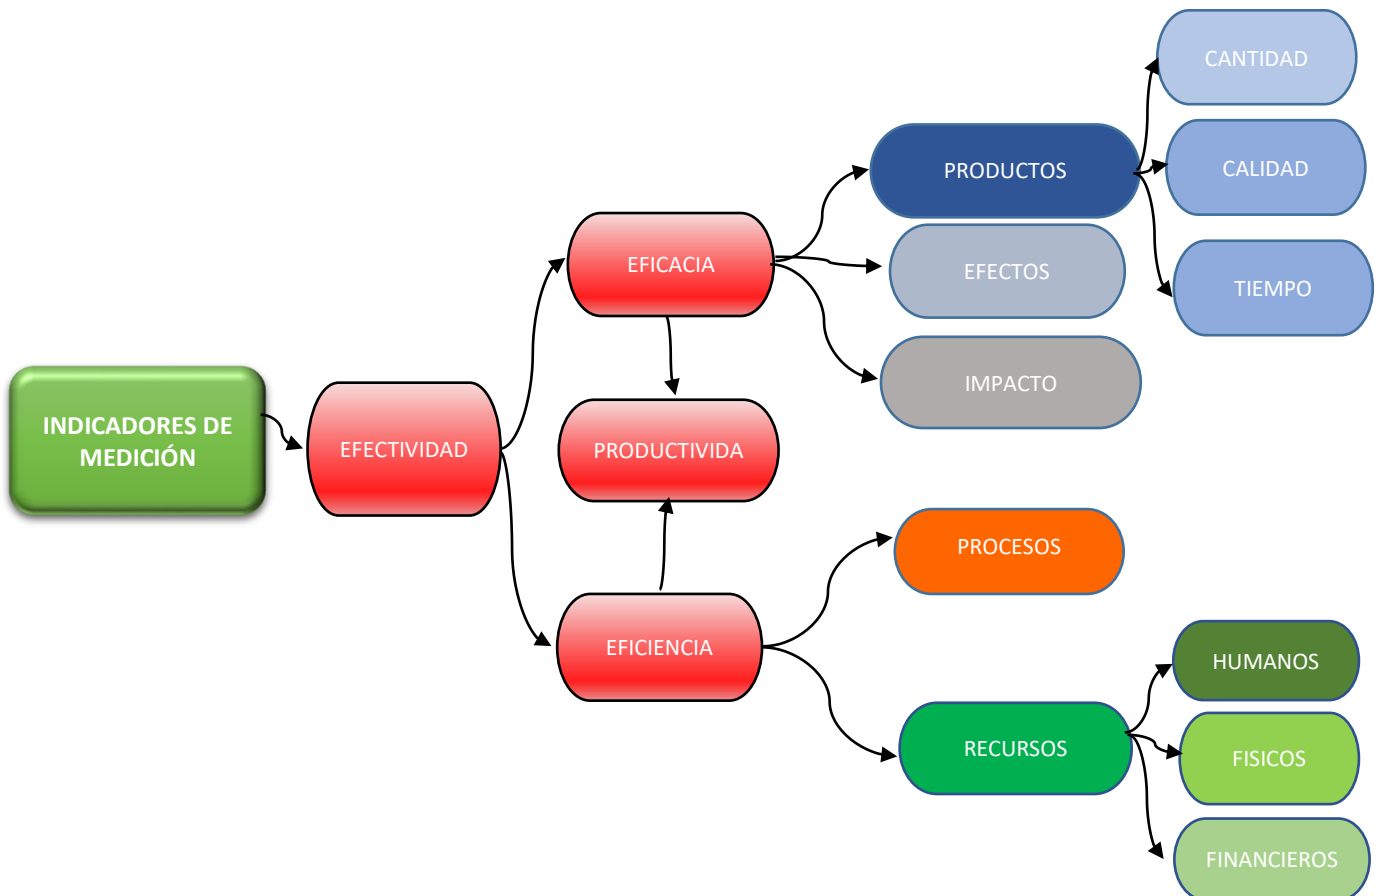 CANTIDAD
PRODUCTOS
CALIDAD
EFICACIA
EFECTOS
TIEMPO
IMPACTO
INDICADORES DE
MEDICIÓN
EFECTIVIDAD
PRODUCTIVIDA
PROCESOS
EFICIENCIA
HUMANOS
RECURSOS
FISICOS
FINANCIEROS